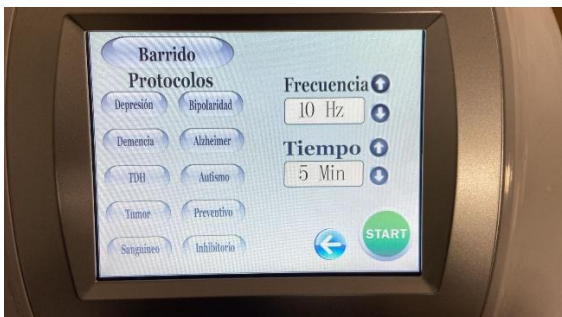 Barrido
Protocolos
Depresión Bipolaridad
Demencia Alzheimer
TDH Autismo
Tumor Preventivo
Sanguineo Inhibitorio
Frecuencia
10 Hz
Tiempo
5 Min
START